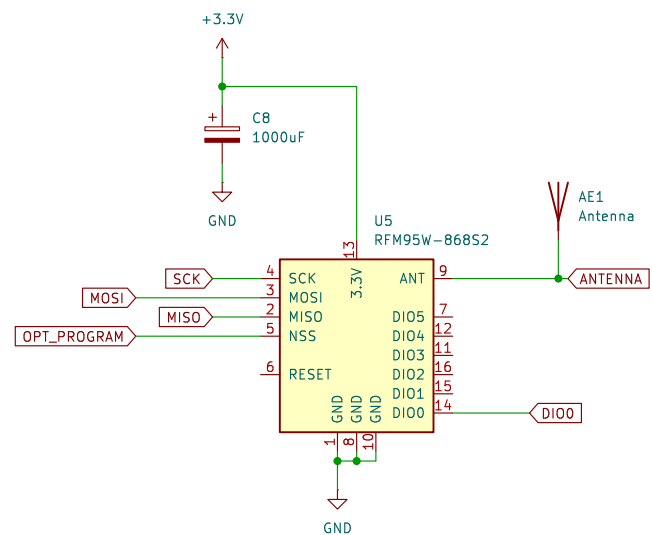 +3.3V
+
C8
1000uF
GND
AE1
Antenna
U5
RFM95W-868S2
13
3.3V
SCK
4
SCK
ANT
9
ANTENNA
MOSI
3
MOSI
MISO
2
MISO
DIO5
7
OPT_PROGRAM
5
NSS
DIO4
12
DIO3
11
6
RESET
DIO2
16
DIO1
15
DIO0
14
DIO0
GND
GND
GND
1
8
10
GND